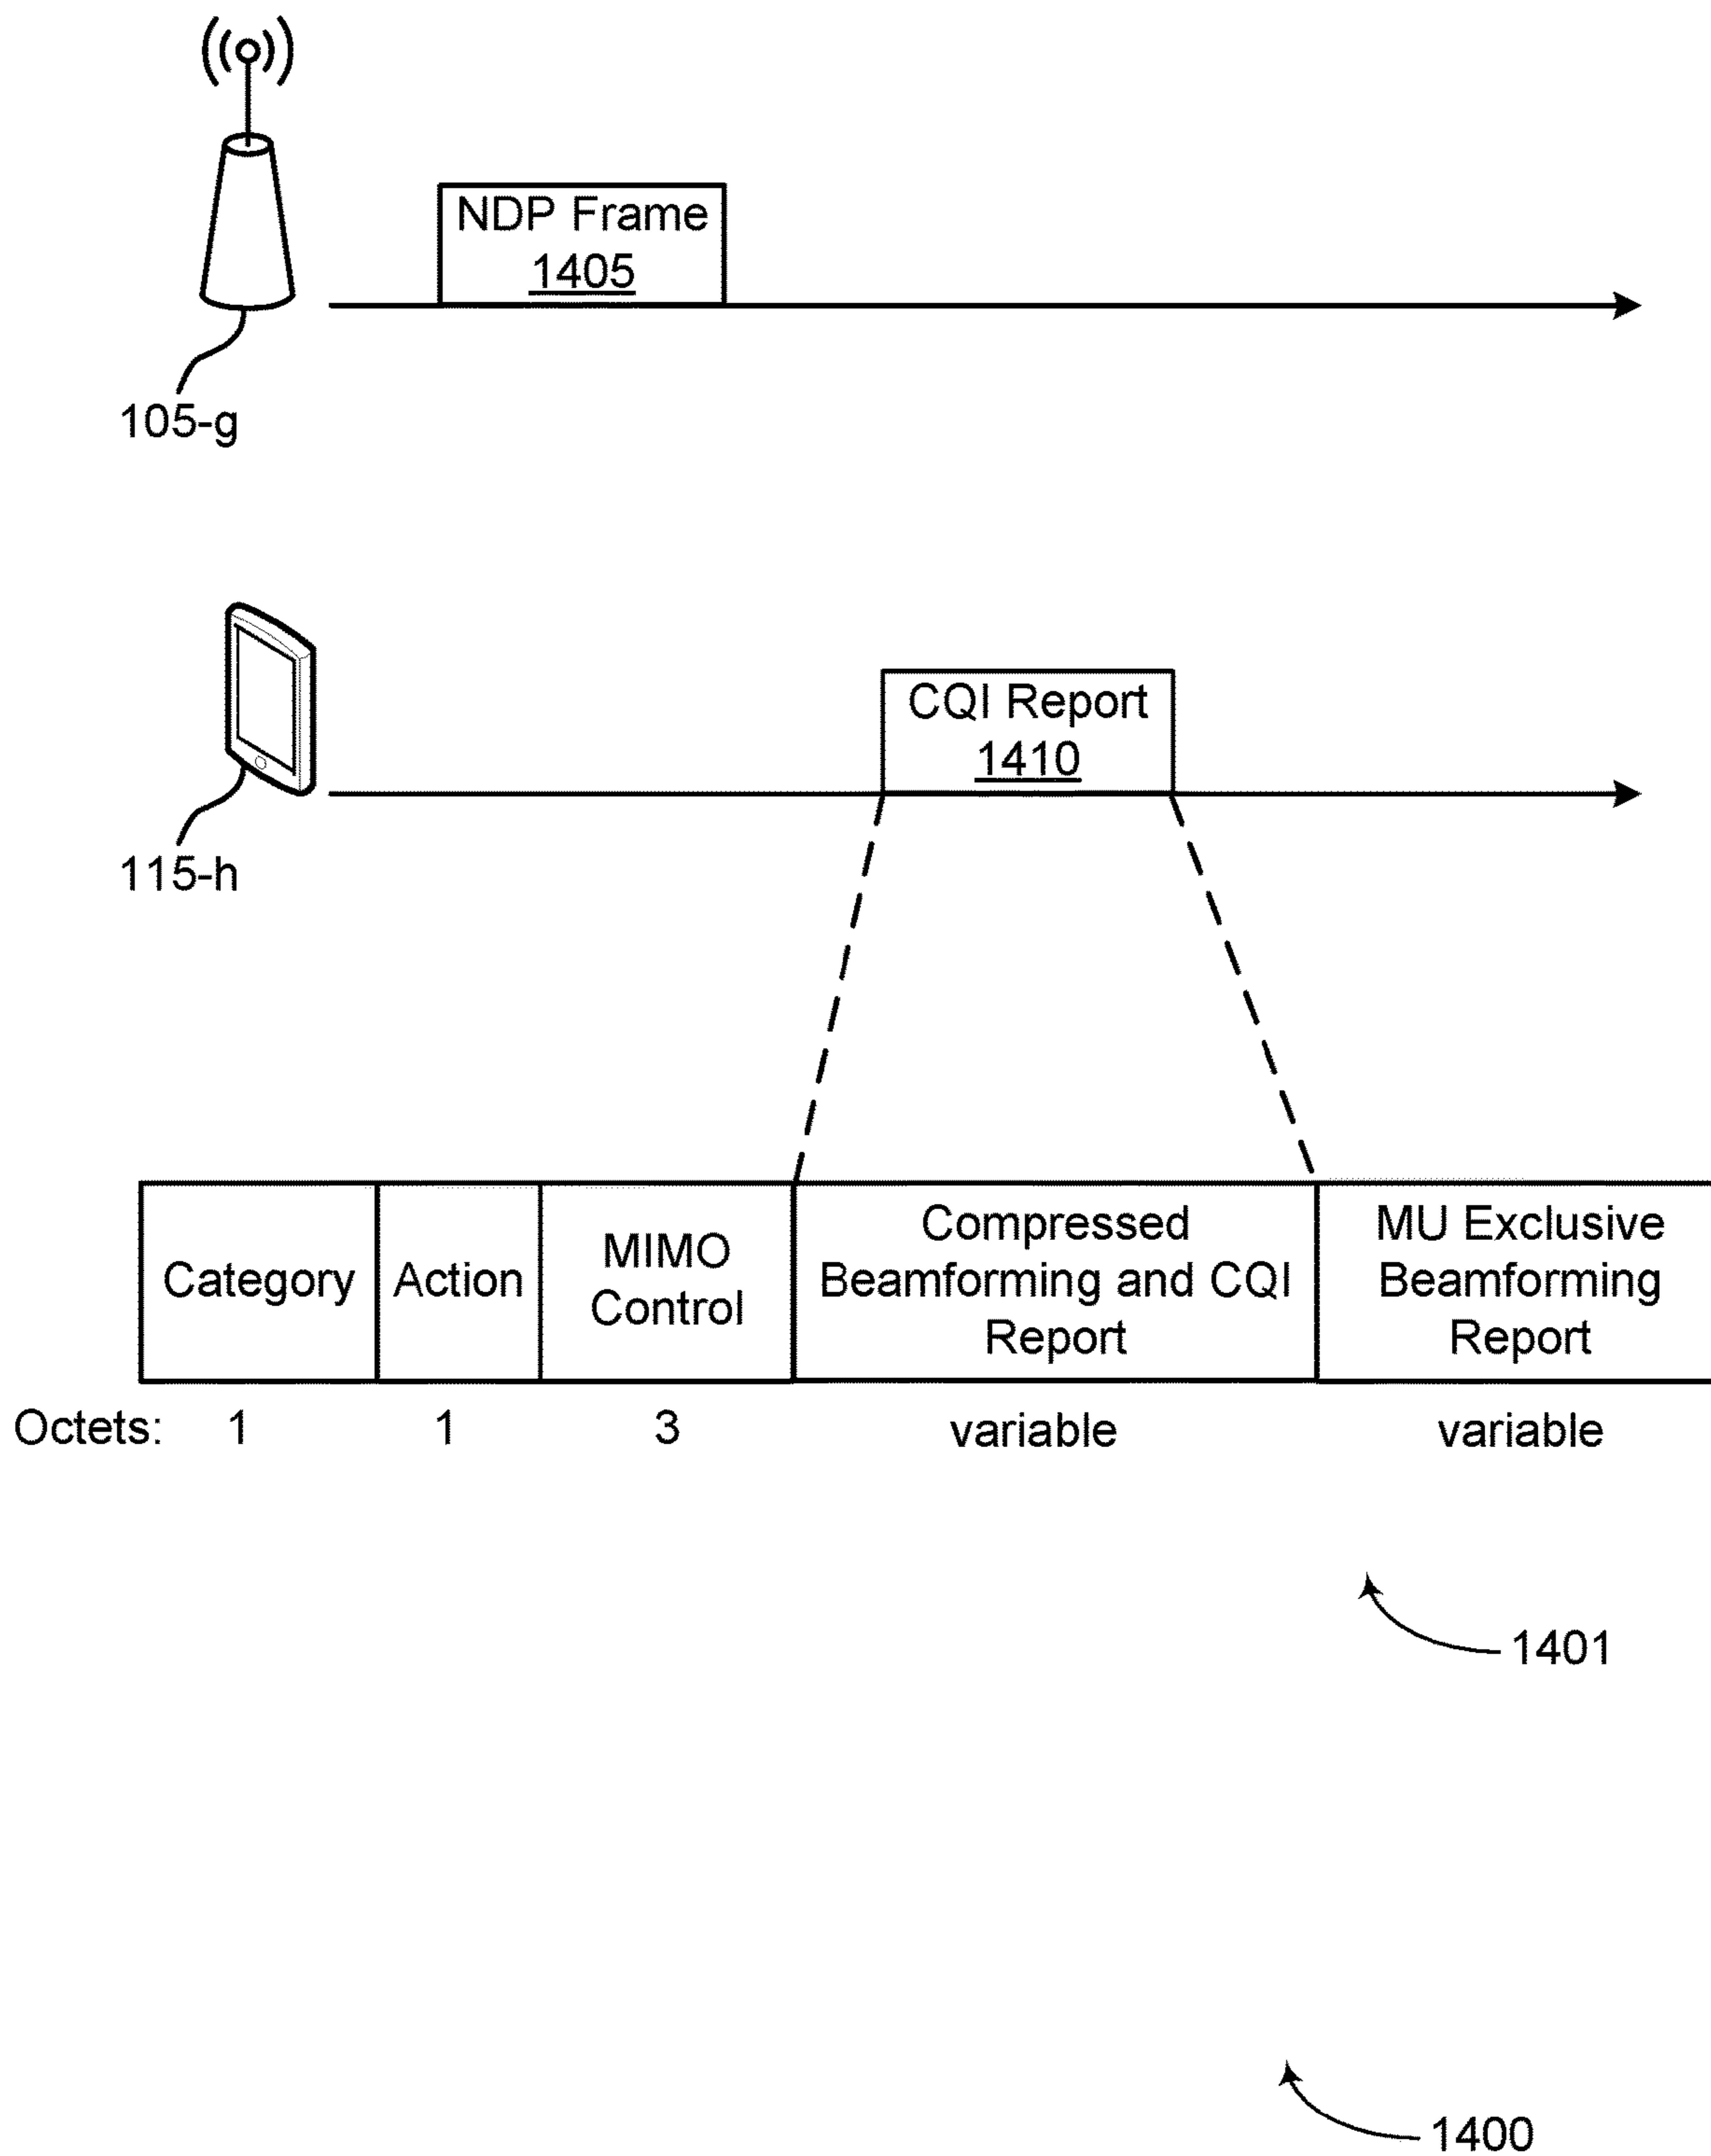 NDP Frame
1405
105-g
CQI Report
1410
115-h
Category
Action
MIMO
Control
Compressed
Beamforming and CQI
Report
MU Exclusive
Beamforming
Report
Octets: 1 1 3 variable variable
1401
1400